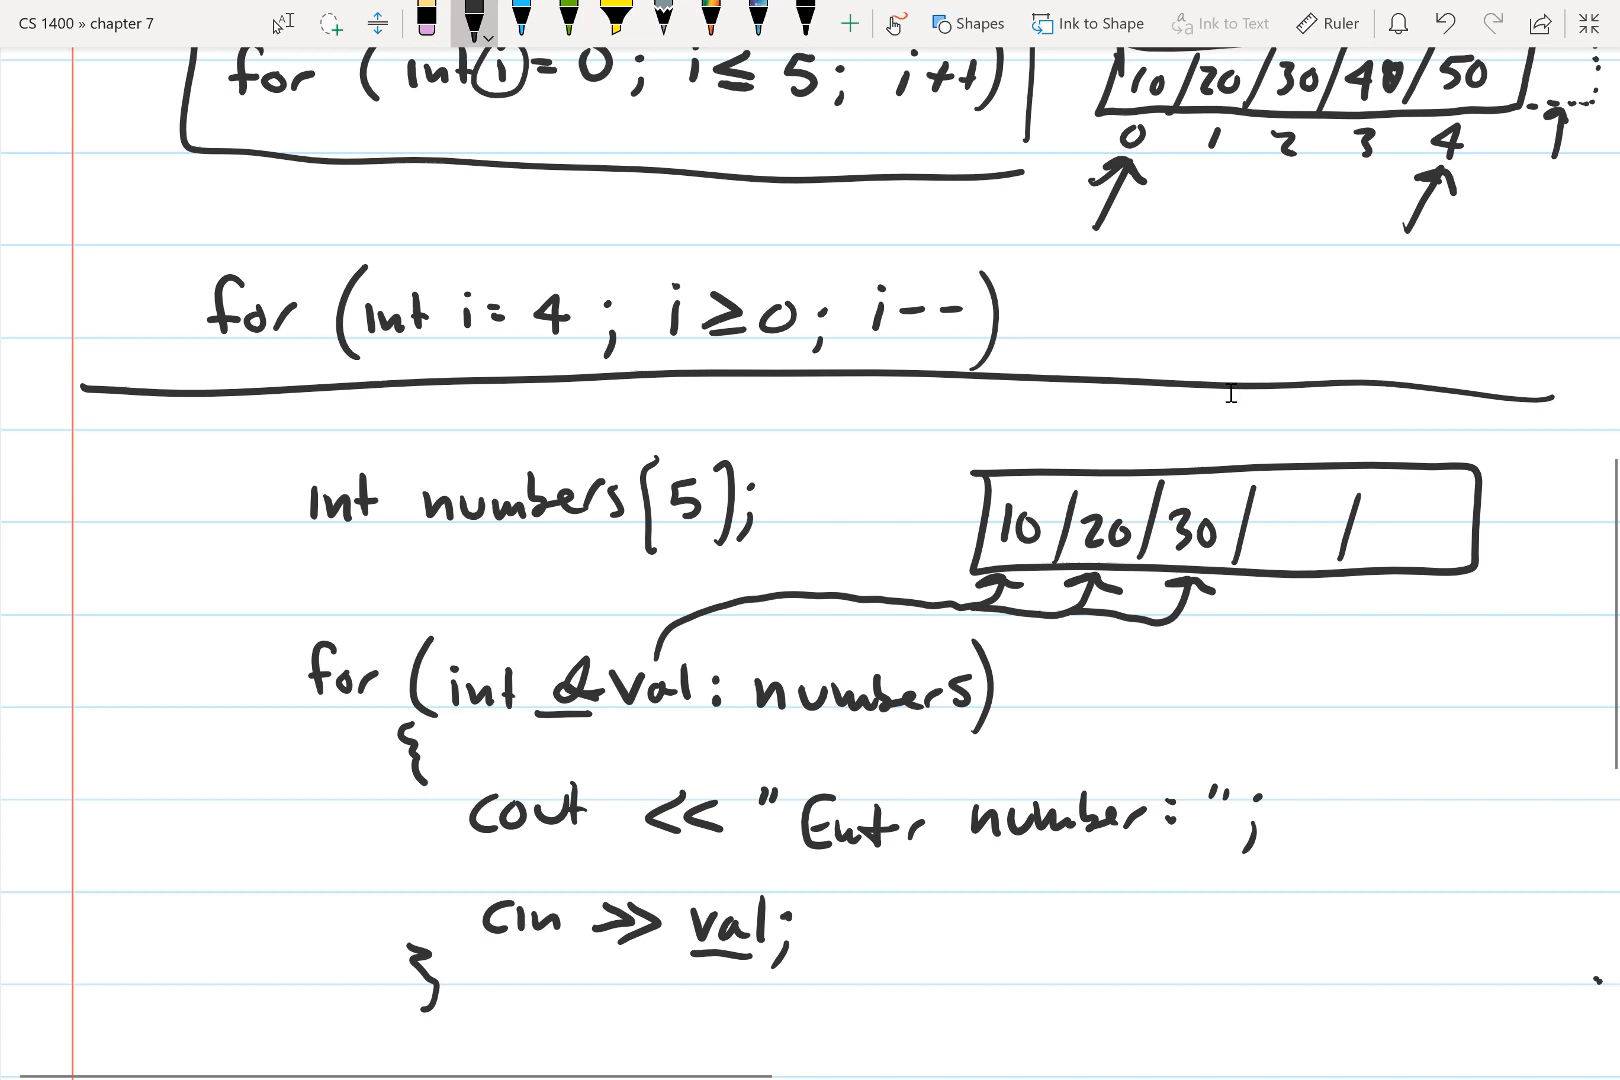 CS 1400 » chapter 7
Shapes
Ink to Shape
Ink to Text
Ruler
for ( int i = 0 ; i ≤ 5 ; i++ )
10 / 20 / 30 / 40 / 50
0 1 2 3 4
for ( int i = 4 ; i ≥ 0 ; i-- )
int numbers[5];
10 / 20 / 30 / /
for ( int &val : numbers )
{
cout << "Entr number: " ;
cin >> val;
}